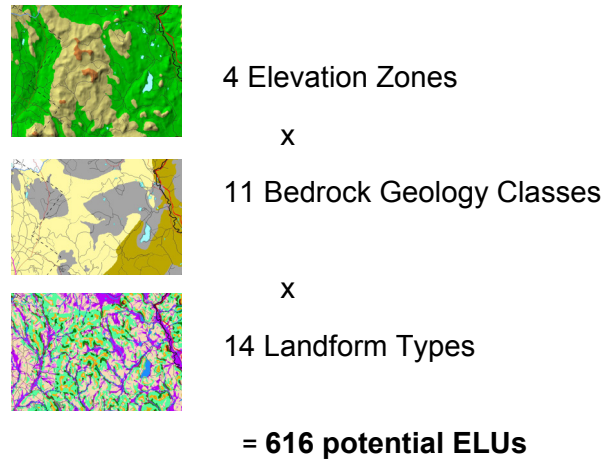 4 Elevation Zones
x
11 Bedrock Geology Classes
x
14 Landform Types
= 616 potential ELUs